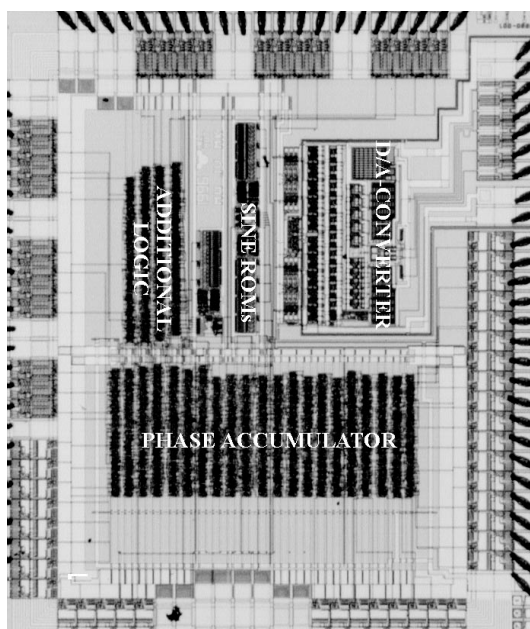 ADDITIONAL
LOGIC
SINE ROMs
D/A-CONVERTER
PHASE ACCUMULATOR